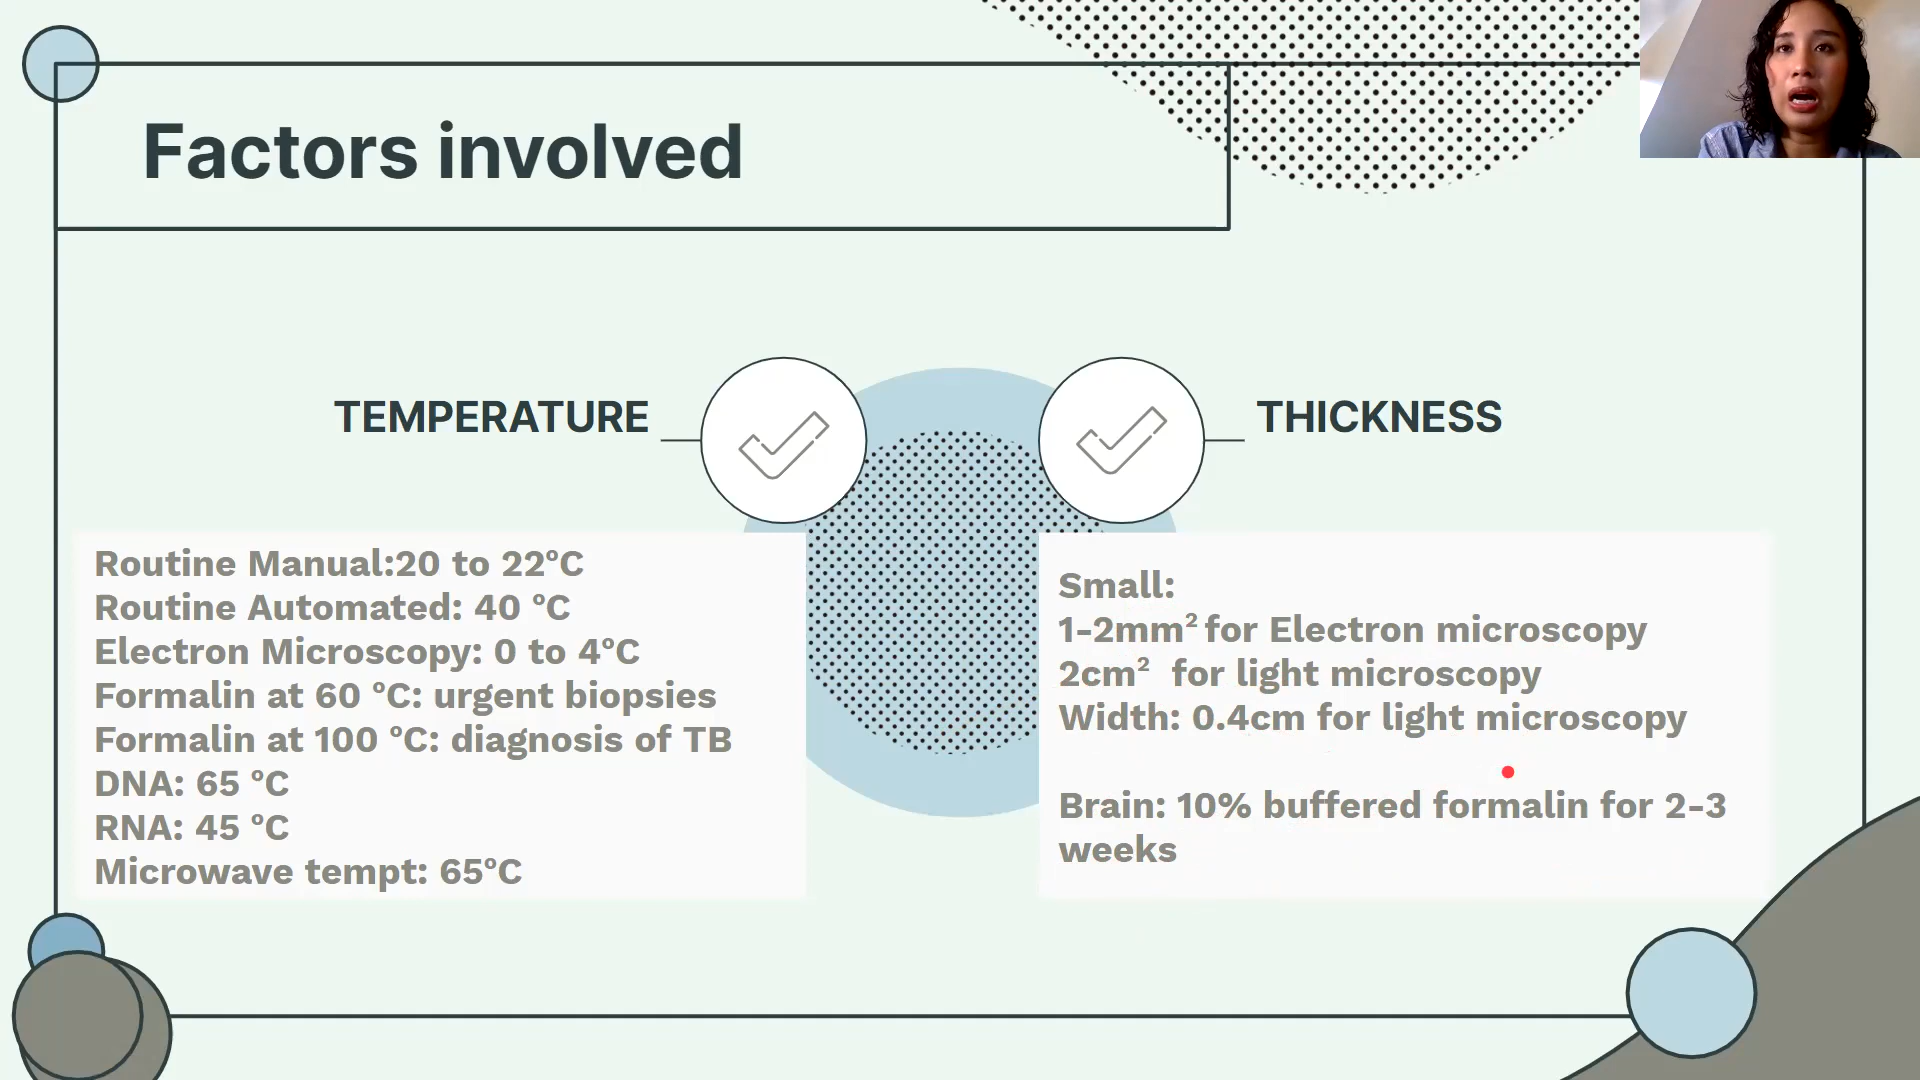 Factors involved
TEMPERATURE
Routine Manual:20 to 22°C
Routine Automated: 40 °C
Electron Microscopy: 0 to 4°C
Formalin at 60 °C: urgent biopsies
Formalin at 100 °C: diagnosis of TB
DNA: 65 °C
RNA: 45 °C
Microwave tempt: 65°C
THICKNESS
Small:
1-2mm² for Electron microscopy
2cm² for light microscopy
Width: 0.4cm for light microscopy
Brain: 10% buffered formalin for 2-3
weeks